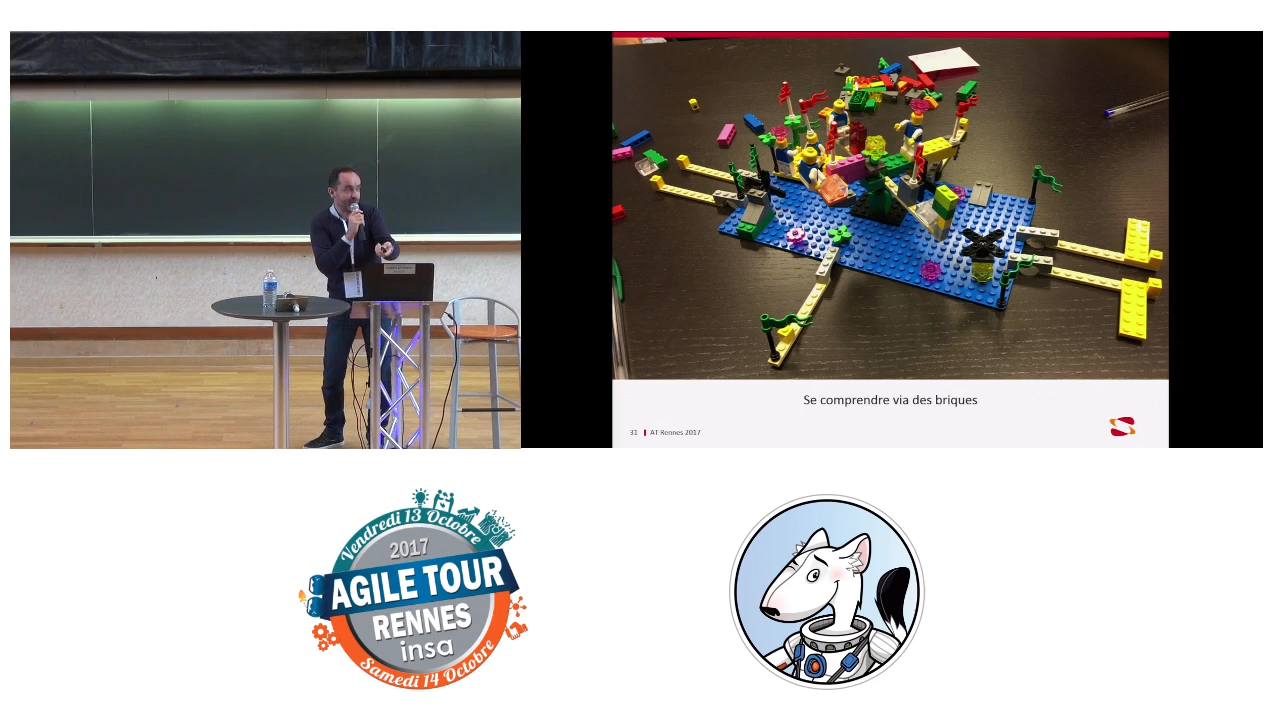 Se comprendre via des briques
31 AT Rennes 2017
Vendredi 13 Octobre
2017
AGILE TOUR
RENNES
insa
Samedi 14 Octobre